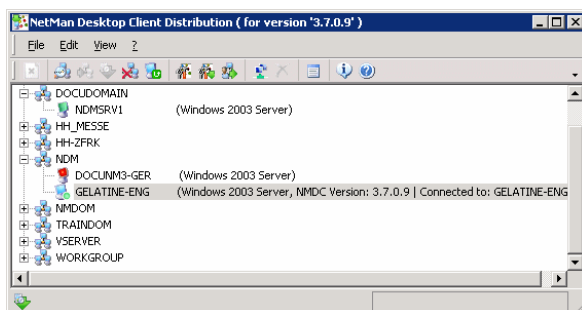 NetMan Desktop Client Distribution ( for version '3.7.0.9' )
File Edit View ?
DOCUDOMAIN
NDMSRV1 (Windows 2003 Server)
HH_MESSE
HH-ZFRK
NDM
DOCUNM3-GER (Windows 2003 Server)
GELATINE-ENG (Windows 2003 Server, NMDC Version: 3.7.0.9 | Connected to: GELATINE-ENG
NMDOM
TRAINDOM
VSERVER
WORKGROUP